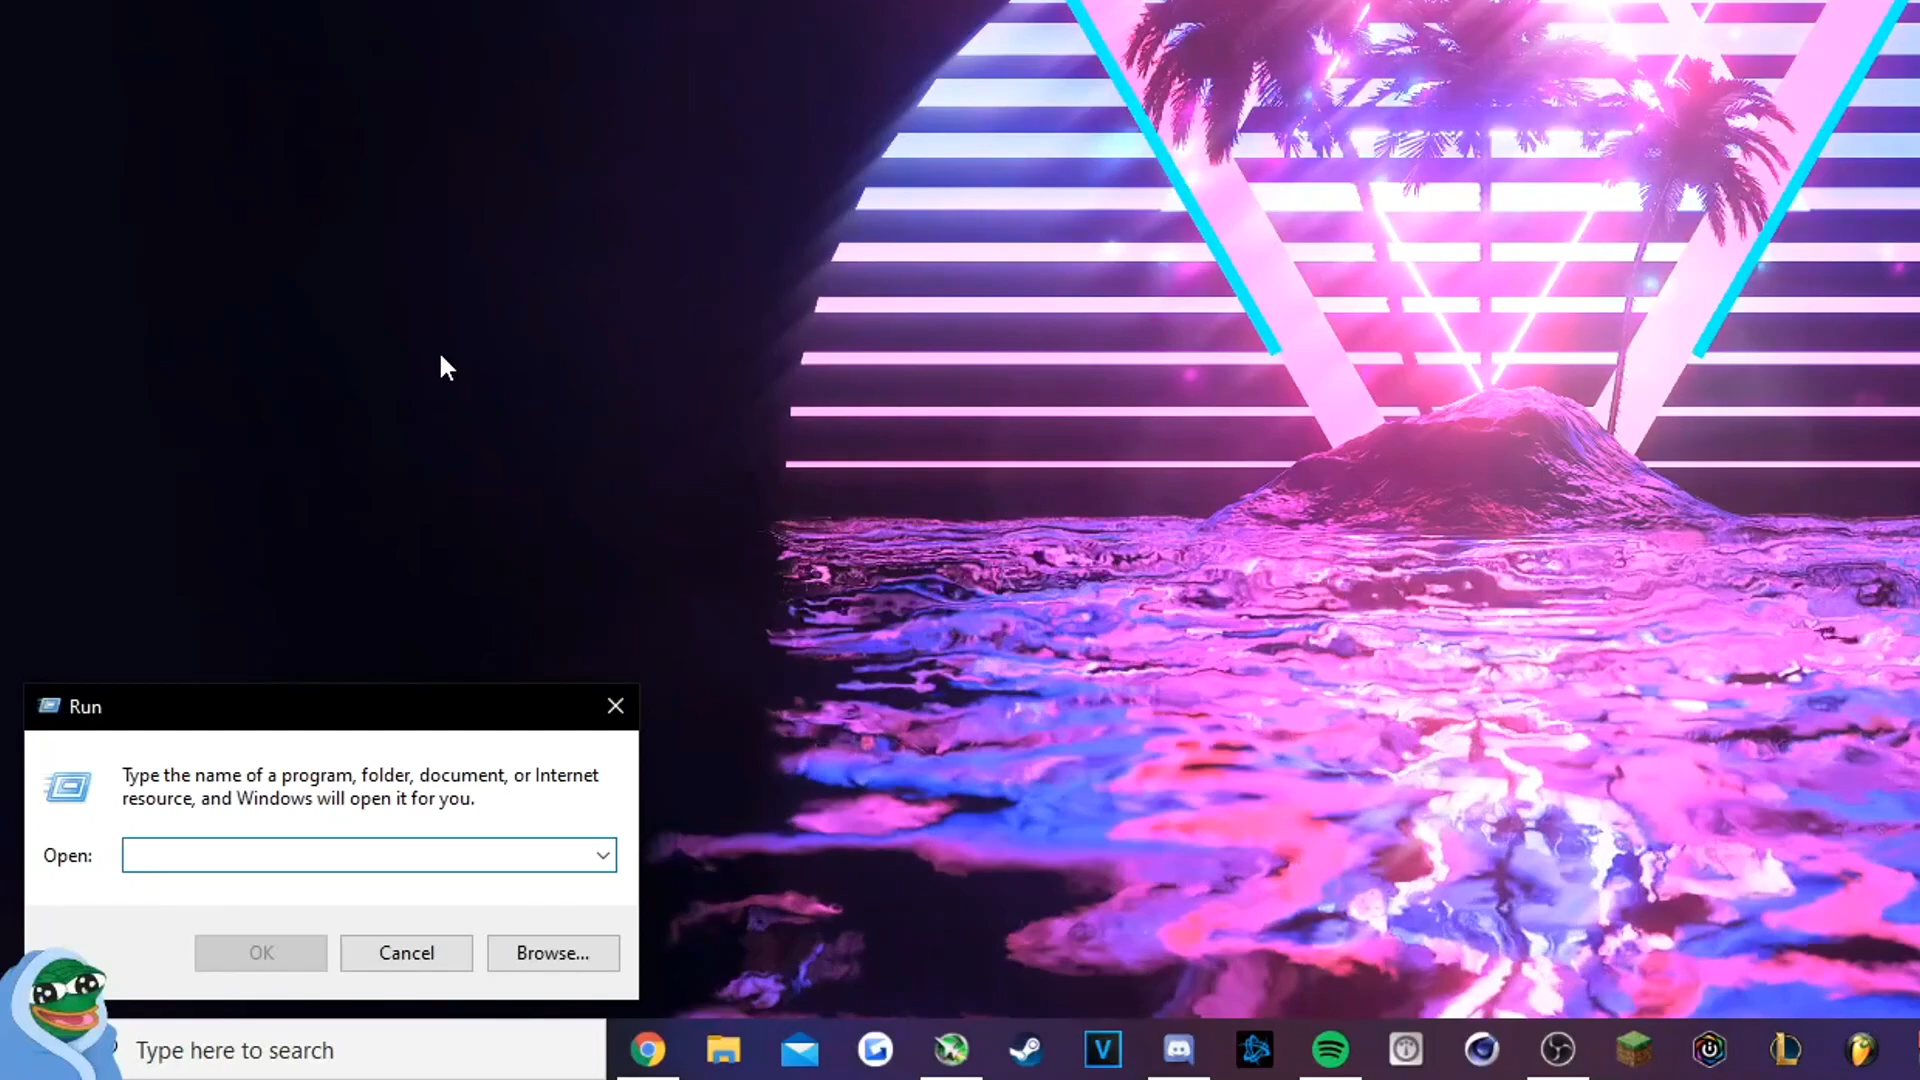 Run
Type the name of a program, folder, document, or Internet
resource, and Windows will open it for you.
Open:
OK
Cancel
Browse...
Type here to search
V
L